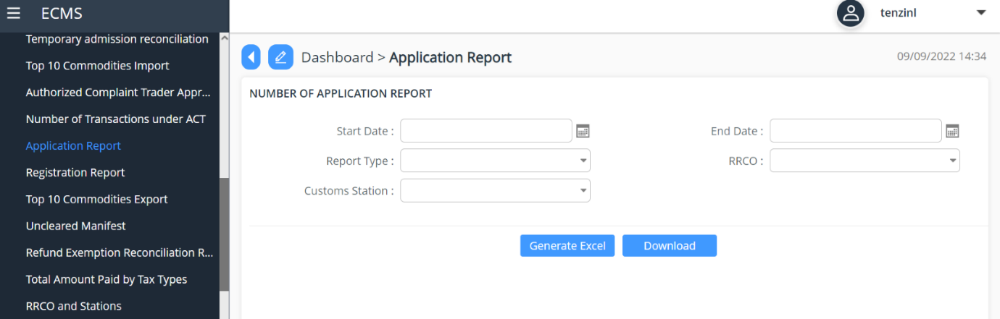 ECMS
tenzinl
Temporary admission reconciliation
Top 10 Commodities Import
Authorized Complaint Trader Appr...
Number of Transactions under ACT
Application Report
Registration Report
Top 10 Commodities Export
Uncleared Manifest
Refund Exemption Reconciliation R...
Total Amount Paid by Tax Types
RRCO and Stations
Dashboard > Application Report
09/09/2022 14:34
NUMBER OF APPLICATION REPORT
Start Date :
End Date :
Report Type :
RRCO :
Customs Station :
Generate Excel
Download